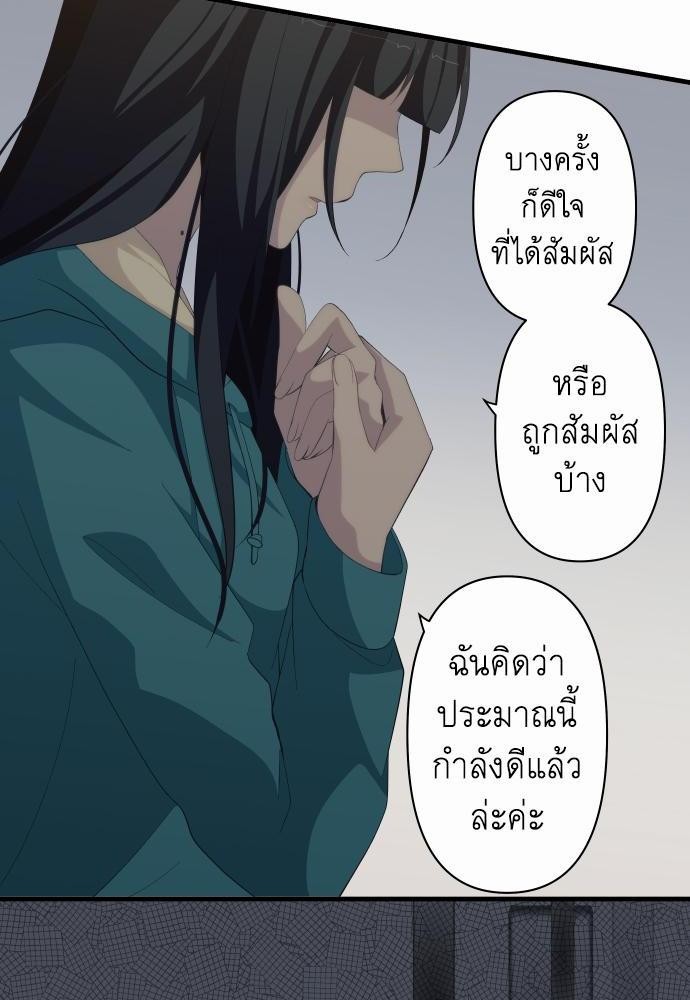 บางครั้ง
ก็ดีใจ
ที่ได้สัมผัส
หรือ
ถูกสัมผัส
บ้าง
ฉันคิดว่า
ประมาณนี้
กำลังดีแล้ว
ล่ะค่ะ